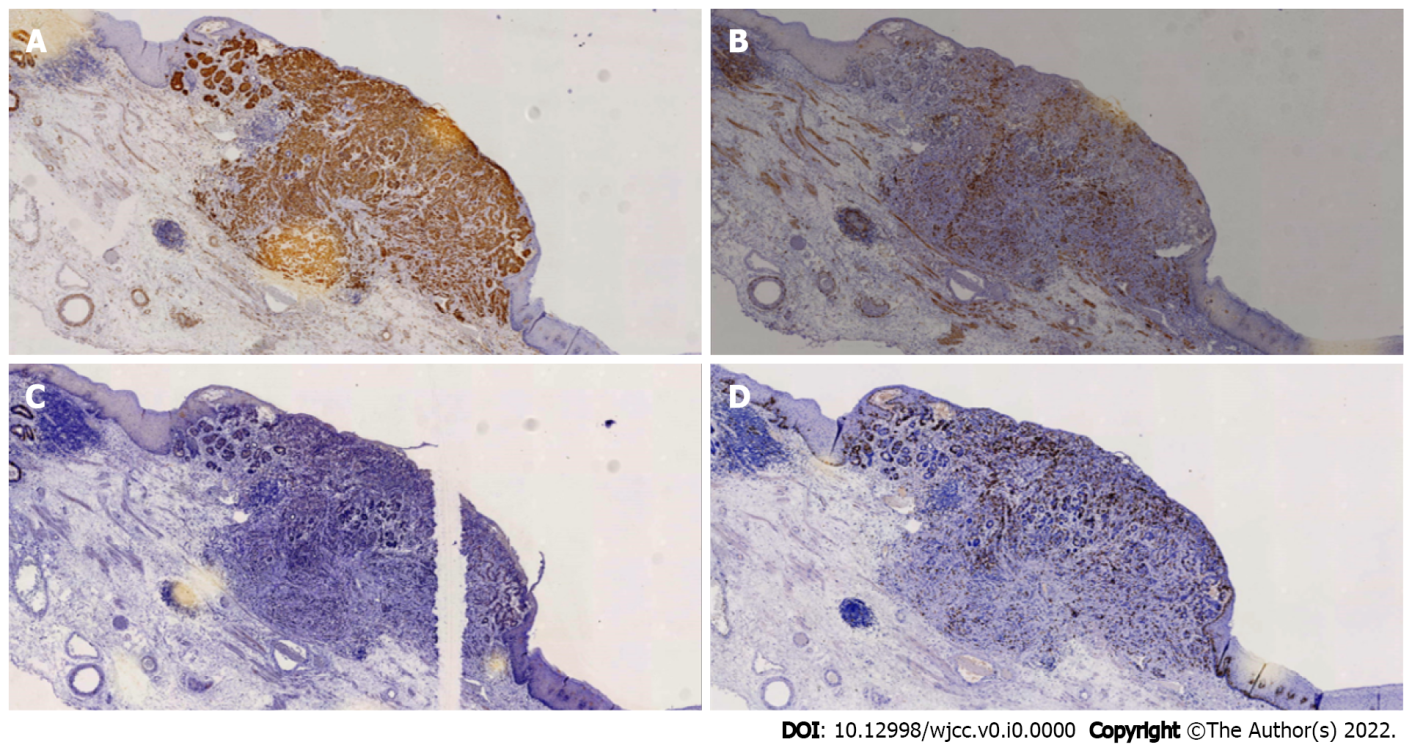 A
B
C
D
DOI: 10.12998/wjcc.v0.i0.0000 Copyright ©The Author(s) 2022.